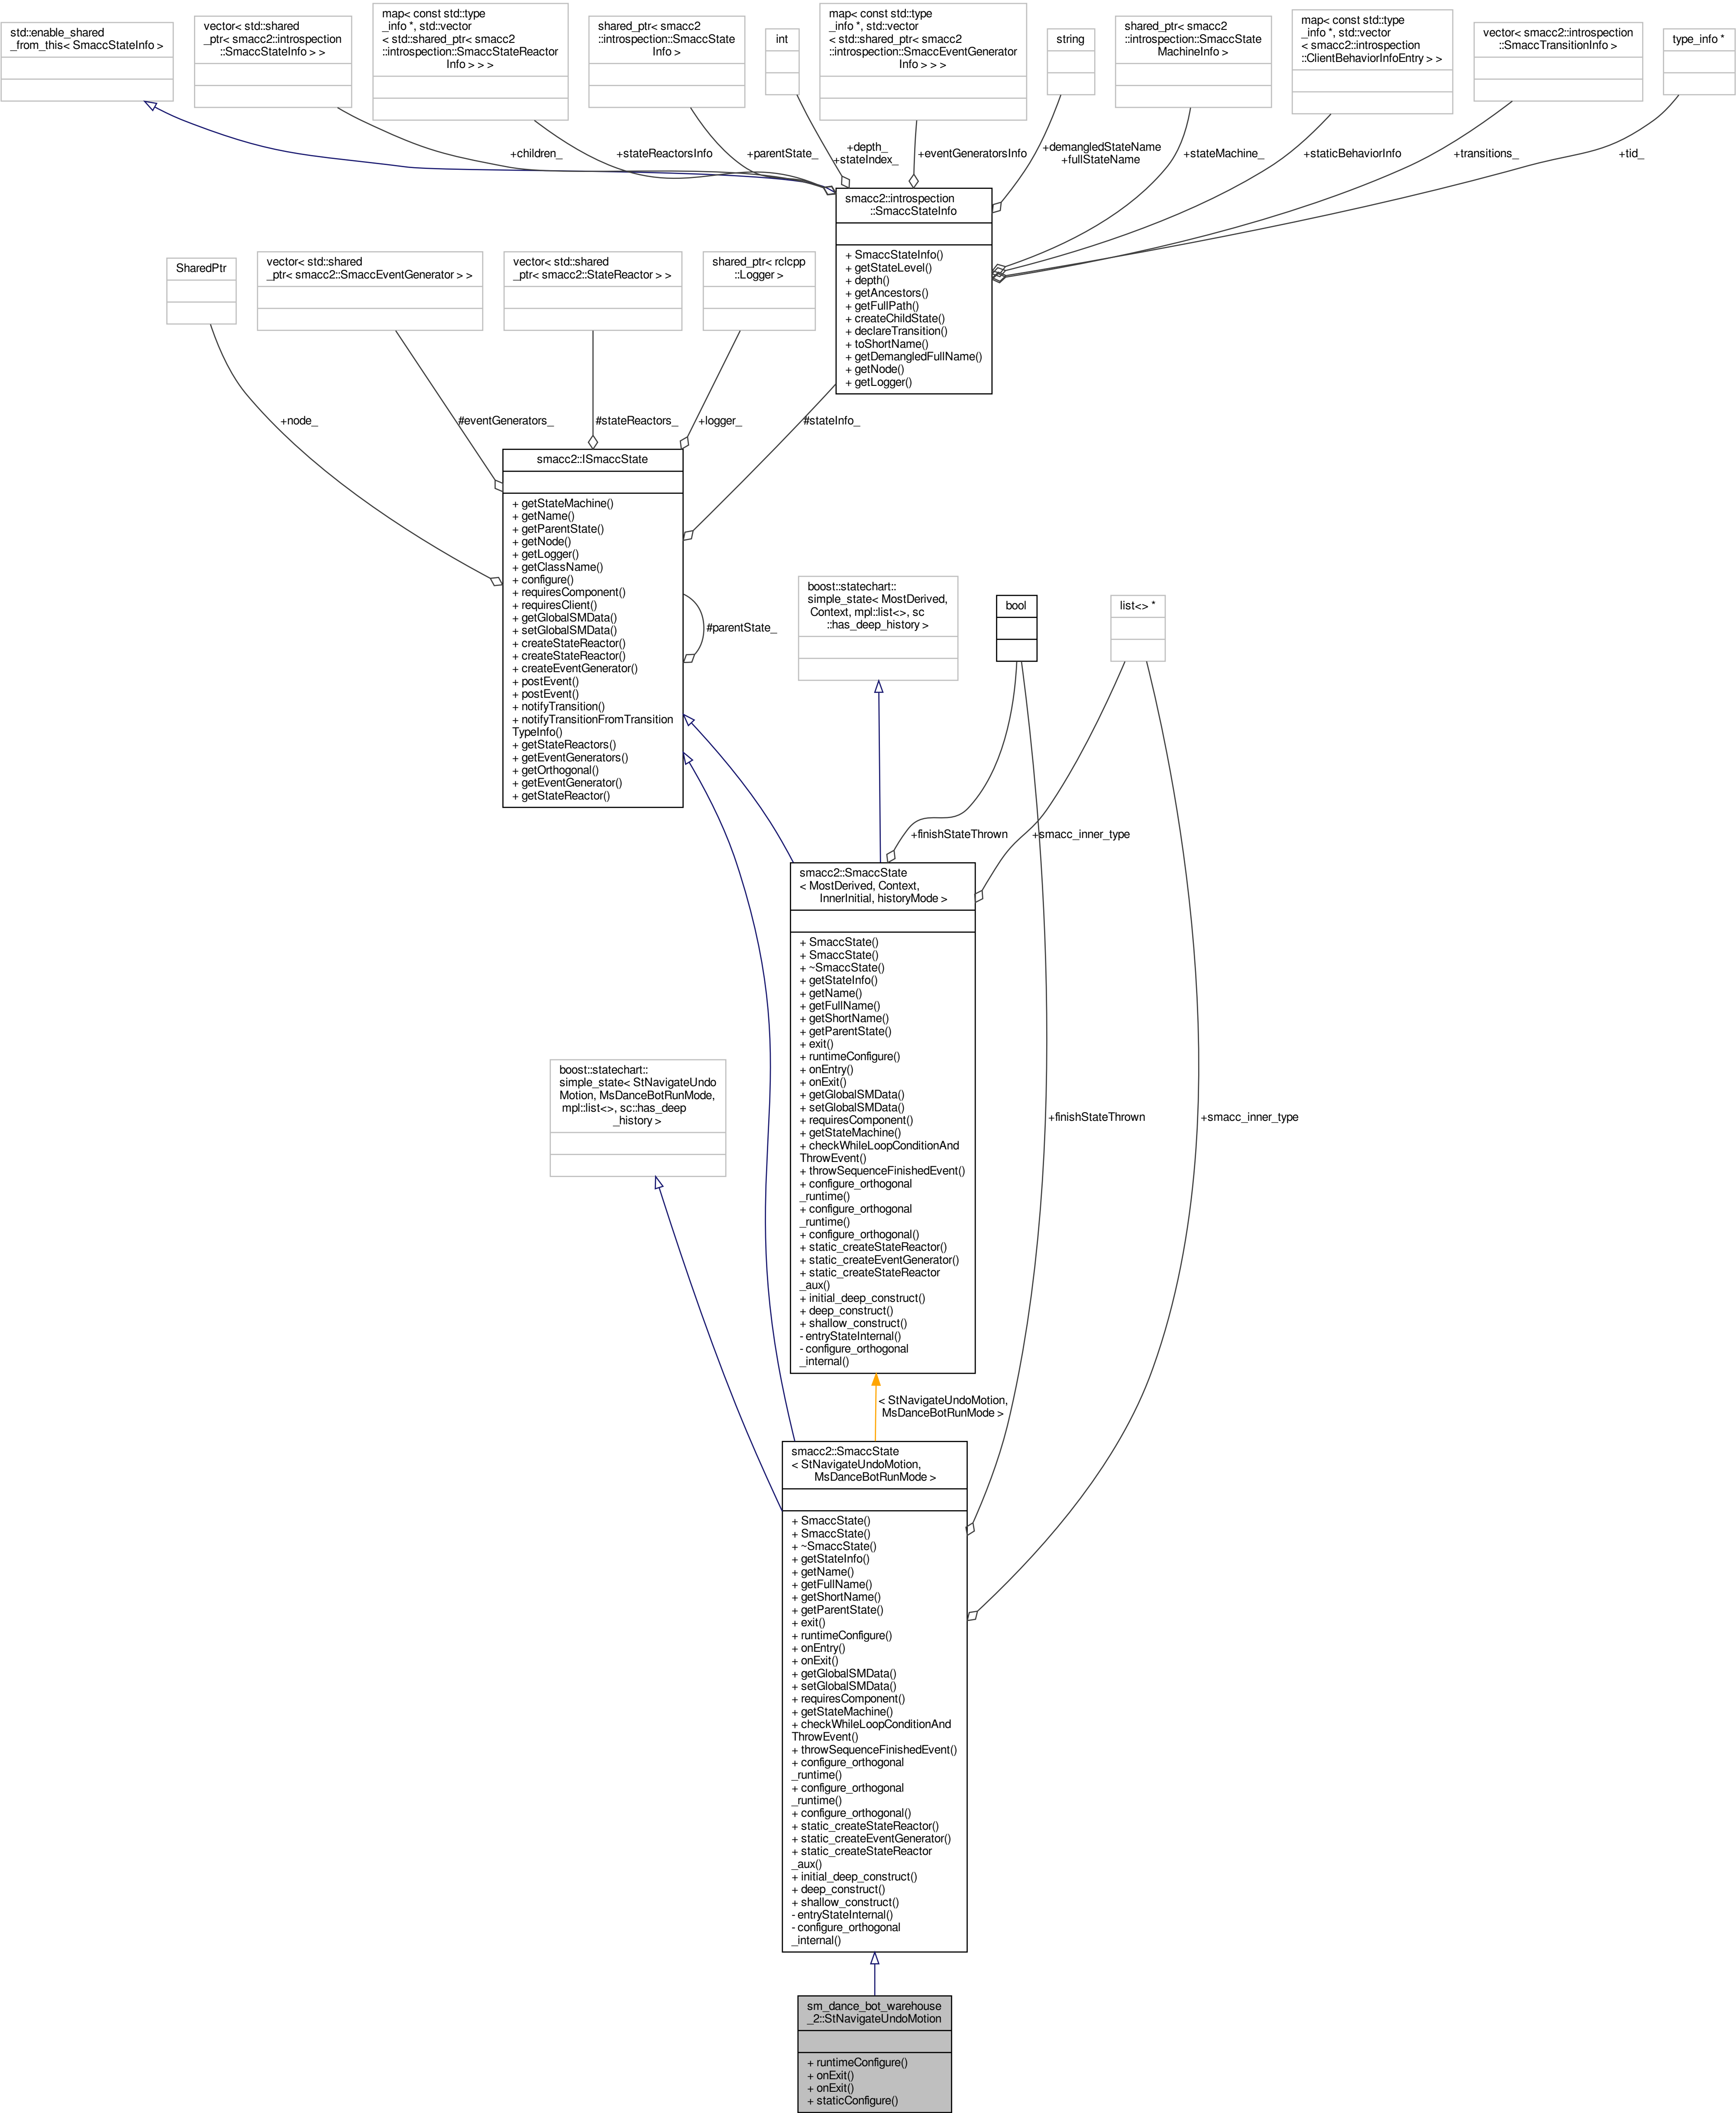 std::enable_shared
_from_this< SmaccStateInfo >
vector< std::shared
_ptr< smacc2::introspection
::SmaccStateInfo > >
map< const std::type
_info *, std::vector
< std::shared_ptr< smacc2
::introspection::SmaccStateReactor
Info > > >
shared_ptr< smacc2
::introspection::SmaccState
Info >
int
map< const std::type
_info *, std::vector
< std::shared_ptr< smacc2
::introspection::SmaccEventGenerator
Info > > >
string
shared_ptr< smacc2
::introspection::SmaccState
MachineInfo >
map< const std::type
_info *, std::vector
< smacc2::introspection
::ClientBehaviorInfoEntry > >
vector< smacc2::introspection
::SmaccTransitionInfo >
type_info *
+children_
+stateReactorsInfo
+parentState_
+depth_
+stateIndex_
+eventGeneratorsInfo
+demangledStateName
+fullStateName
+stateMachine_
+staticBehaviorInfo
+transitions_
+tid_
smacc2::introspection
::SmaccStateInfo
+ SmaccStateInfo()
+ getStateLevel()
+ depth()
+ getAncestors()
+ getFullPath()
+ createChildState()
+ declareTransition()
+ toShortName()
+ getDemangledFullName()
+ getNode()
+ getLogger()
SharedPtr
vector< std::shared
_ptr< smacc2::SmaccEventGenerator > >
vector< std::shared
_ptr< smacc2::StateReactor > >
shared_ptr< rclcpp
::Logger >
+node_
#eventGenerators_
#stateReactors_
+logger_
#stateInfo_
smacc2::ISmaccState
+ getStateMachine()
+ getName()
+ getParentState()
+ getNode()
+ getLogger()
+ getClassName()
+ configure()
+ requiresComponent()
+ requiresClient()
+ getGlobalSMData()
+ setGlobalSMData()
+ createStateReactor()
+ createStateReactor()
+ createEventGenerator()
+ postEvent()
+ postEvent()
+ notifyTransition()
+ notifyTransitionFromTransition
TypeInfo()
+ getStateReactors()
+ getEventGenerators()
+ getOrthogonal()
+ getEventGenerator()
+ getStateReactor()
#parentState_
boost::statechart::
simple_state< MostDerived,
Context, mpl::list<>, sc
::has_deep_history >
bool
list<> *
+finishStateThrown
+smacc_inner_type
smacc2::SmaccState
< MostDerived, Context,
InnerInitial, historyMode >
+ SmaccState()
+ SmaccState()
+ ~SmaccState()
+ getStateInfo()
+ getName()
+ getFullName()
+ getShortName()
+ getParentState()
+ exit()
+ runtimeConfigure()
+ onEntry()
+ onExit()
+ getGlobalSMData()
+ setGlobalSMData()
+ requiresComponent()
+ getStateMachine()
+ checkWhileLoopConditionAnd
ThrowEvent()
+ throwSequenceFinishedEvent()
+ configure_orthogonal
_runtime()
+ configure_orthogonal
_runtime()
+ configure_orthogonal()
+ static_createStateReactor()
+ static_createEventGenerator()
+ static_createStateReactor
_aux()
+ initial_deep_construct()
+ deep_construct()
+ shallow_construct()
- entryStateInternal()
- configure_orthogonal
_internal()
boost::statechart::
simple_state< StNavigateUndo
Motion, MsDanceBotRunMode,
mpl::list<>, sc::has_deep
_history >
+finishStateThrown
+smacc_inner_type
< StNavigateUndoMotion,
MsDanceBotRunMode >
smacc2::SmaccState
< StNavigateUndoMotion,
MsDanceBotRunMode >
+ SmaccState()
+ SmaccState()
+ ~SmaccState()
+ getStateInfo()
+ getName()
+ getFullName()
+ getShortName()
+ getParentState()
+ exit()
+ runtimeConfigure()
+ onEntry()
+ onExit()
+ getGlobalSMData()
+ setGlobalSMData()
+ requiresComponent()
+ getStateMachine()
+ checkWhileLoopConditionAnd
ThrowEvent()
+ throwSequenceFinishedEvent()
+ configure_orthogonal
_runtime()
+ configure_orthogonal
_runtime()
+ configure_orthogonal()
+ static_createStateReactor()
+ static_createEventGenerator()
+ static_createStateReactor
_aux()
+ initial_deep_construct()
+ deep_construct()
+ shallow_construct()
- entryStateInternal()
- configure_orthogonal
_internal()
sm_dance_bot_warehouse
_2::StNavigateUndoMotion
+ runtimeConfigure()
+ onExit()
+ onExit()
+ staticConfigure()